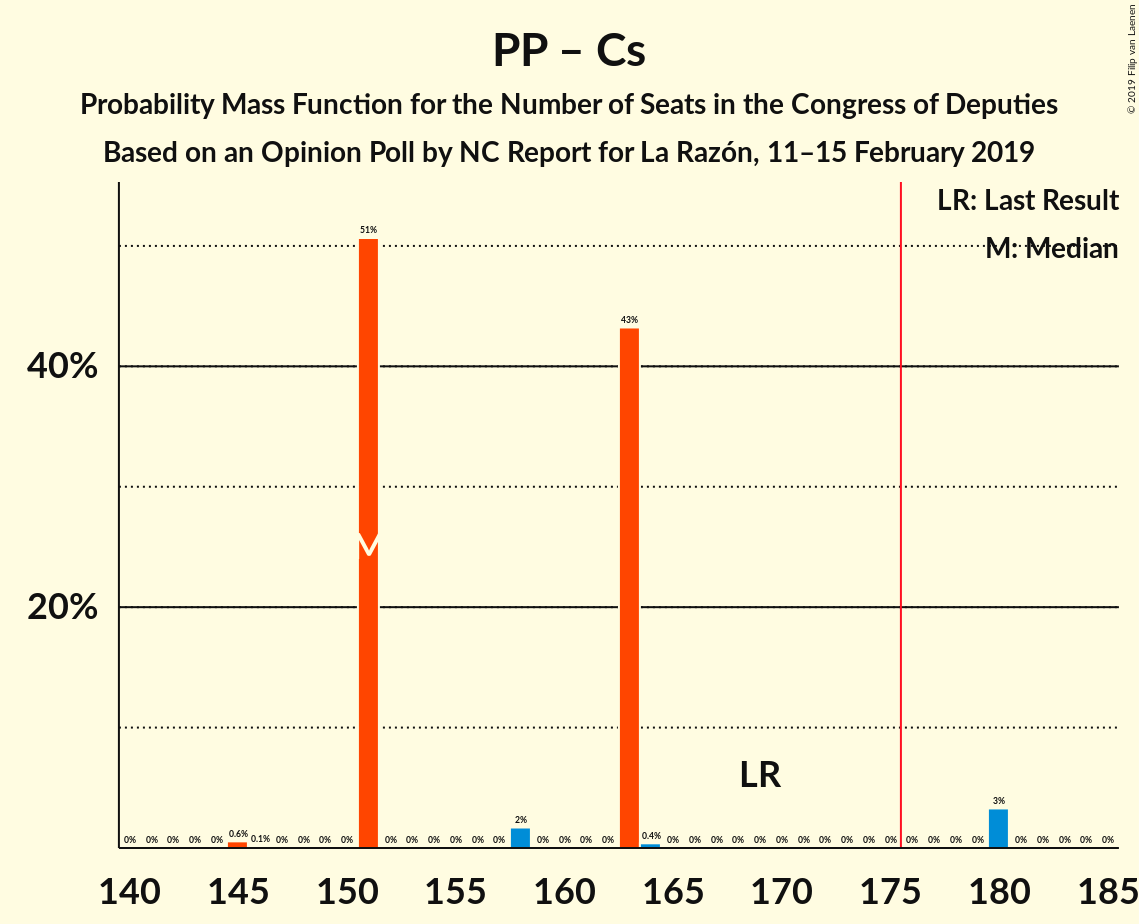 PP – Cs
Probability Mass Function for the Number of Seats in the Congress of Deputies
Based on an Opinion Poll by NC Report for La Razón, 11–15 February 2019
© 2019 Filip van Laenen
LR: Last Result
M: Median
51%
43%
40%
M
20%
LR
0% 0% 0% 0% 0% 0.6% 0.1% 0% 0% 0% 0% 0% 0% 0% 0% 0% 0% 2% 0% 0% 0% 0% 0.4% 0% 0% 0% 0% 0% 0% 0% 0% 0% 0% 0% 0% 0% 0% 0% 3% 0% 0% 0% 0% 0%
140 145 150 155 160 165 170 175 180 185